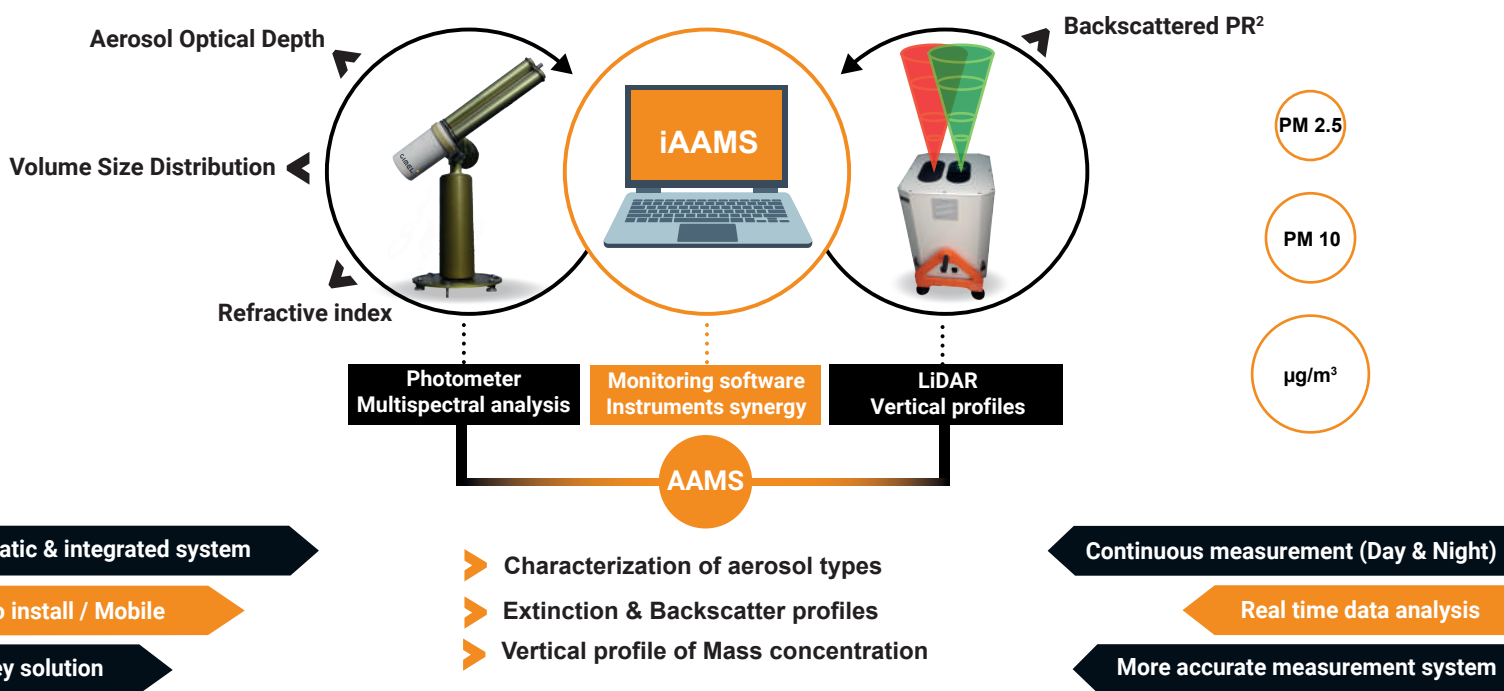 Aerosol Optical Depth
Volume Size Distribution
Refractive index
CIMEL
iAAMS
Backscattered PR²
PM 2.5
PM 10
µg/m³
Photometer
Multispectral analysis
Monitoring software
Instruments synergy
LiDAR
Vertical profiles
AAMS
atic & integrated system
o install / Mobile
ey solution
Characterization of aerosol types
Extinction & Backscatter profiles
Vertical profile of Mass concentration
Continuous measurement (Day & Night)
Real time data analysis
More accurate measurement system